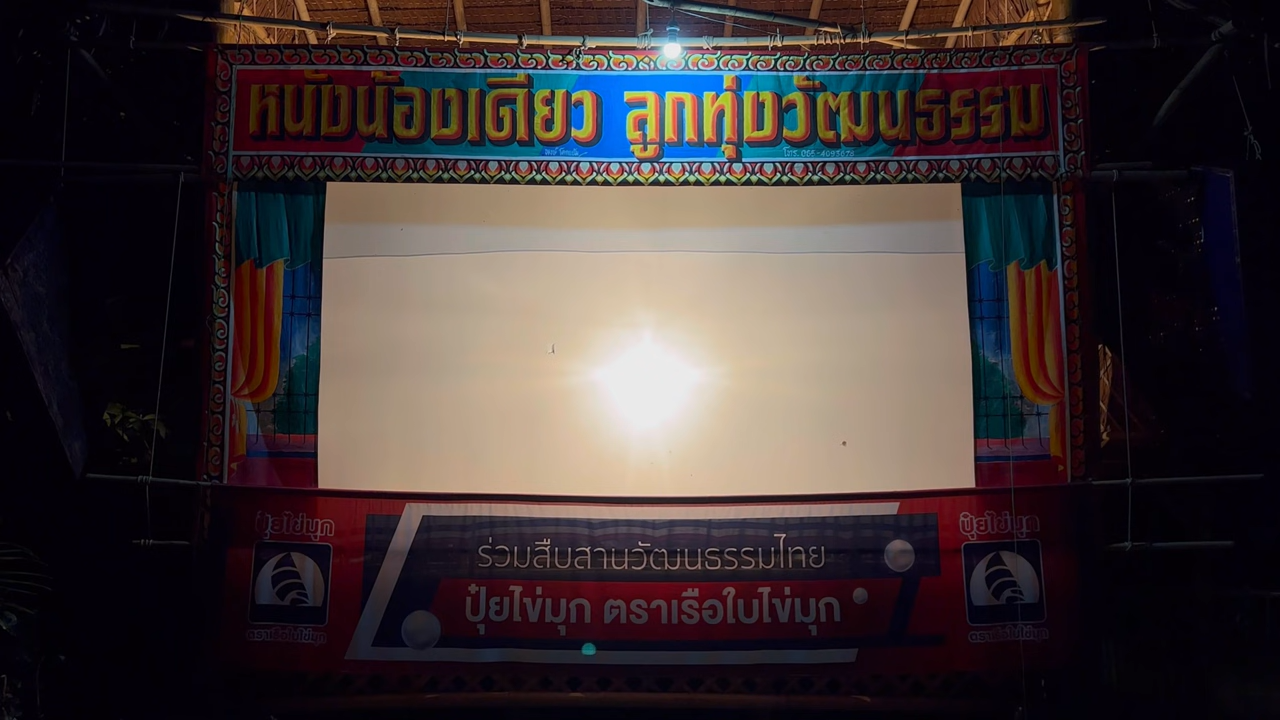 หนังน้องเดียว ลูกทุ่งวัฒนธรรม
ปุ๋ยไข่มุก
ปุ๋ยไข่มุก
ร่วมสืบสานวัฒนธรรมไทย
ปุ๋ยไข่มุก ตราเรือใบไข่มุก
ตราเรือใบไข่มุก
ตราเรือใบไข่มุก